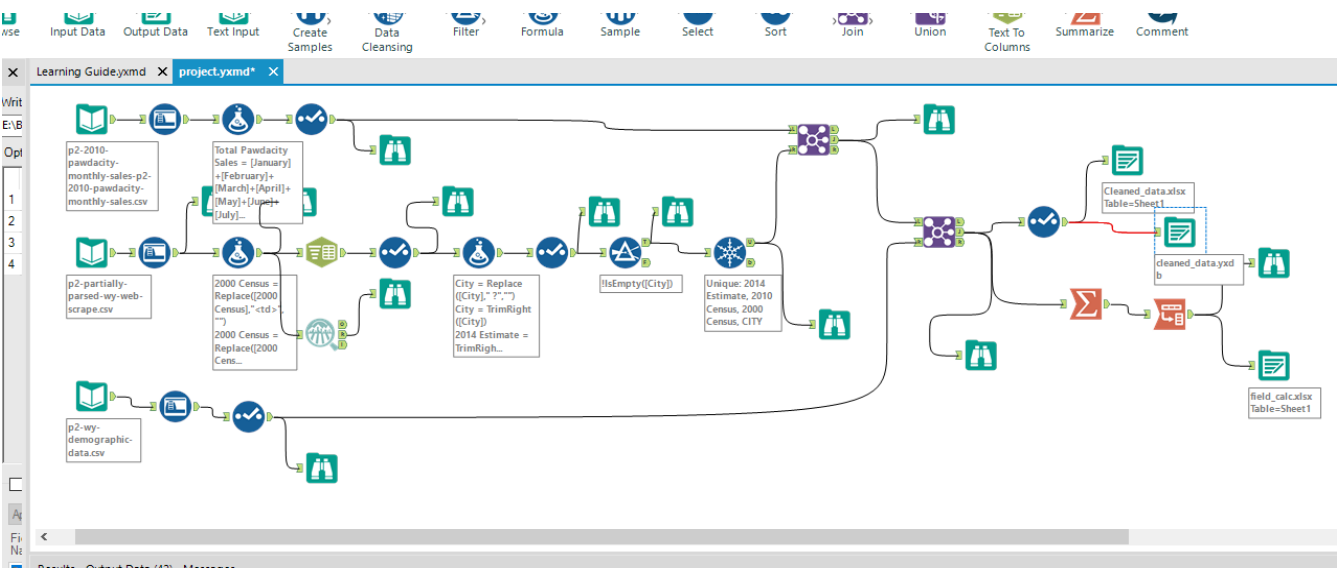 Input Data
Output Data
Text Input
Create
Samples
Data
Cleansing
Filter
Formula
Sample
Select
Sort
Join
Union
Text To
Columns
Summarize
Comment
Learning Guide.yxmd X
project.yxmd* X
p2-2010-
pawdacity-
monthly-sales-p2-
2010-pawdacity-
monthly-sales.csv
Total Pawdacity
Sales = [January]
+[February]+
[March]+[April]+
[May]+[June]+
[July]...
p2-partially-
parsed-wy-web-
scrape.csv
2000 Census =
Replace([2000
Census],"<td>",
"")
2000 Census =
Replace([2000
Cens...
City = Replace
([City]," ?","")
City = TrimRight
([City])
2014 Estimate =
TrimRigh...
!IsEmpty([City])
Unique: 2014
Estimate, 2010
Census, 2000
Census, CITY
Cleaned_data.xlsx
Table=Sheet1
cleaned_data.yxd
b
field_calc.xlsx
Table=Sheet1
p2-wy-
demographic-
data.csv
1
2
3
4